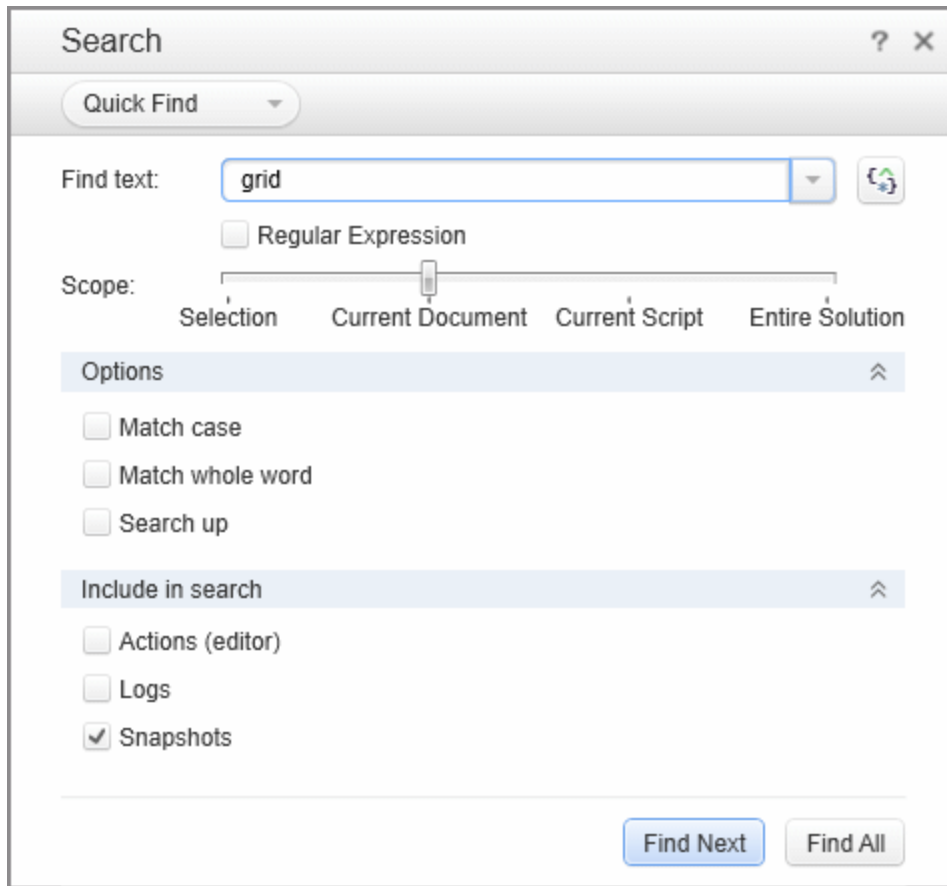 Search ?
Quick Find
Find text: grid
Regular Expression
Scope:
Selection Current Document Current Script Entire Solution
Options
Match case
Match whole word
Search up
Include in search
Actions (editor)
Logs
Snapshots
Find Next Find All